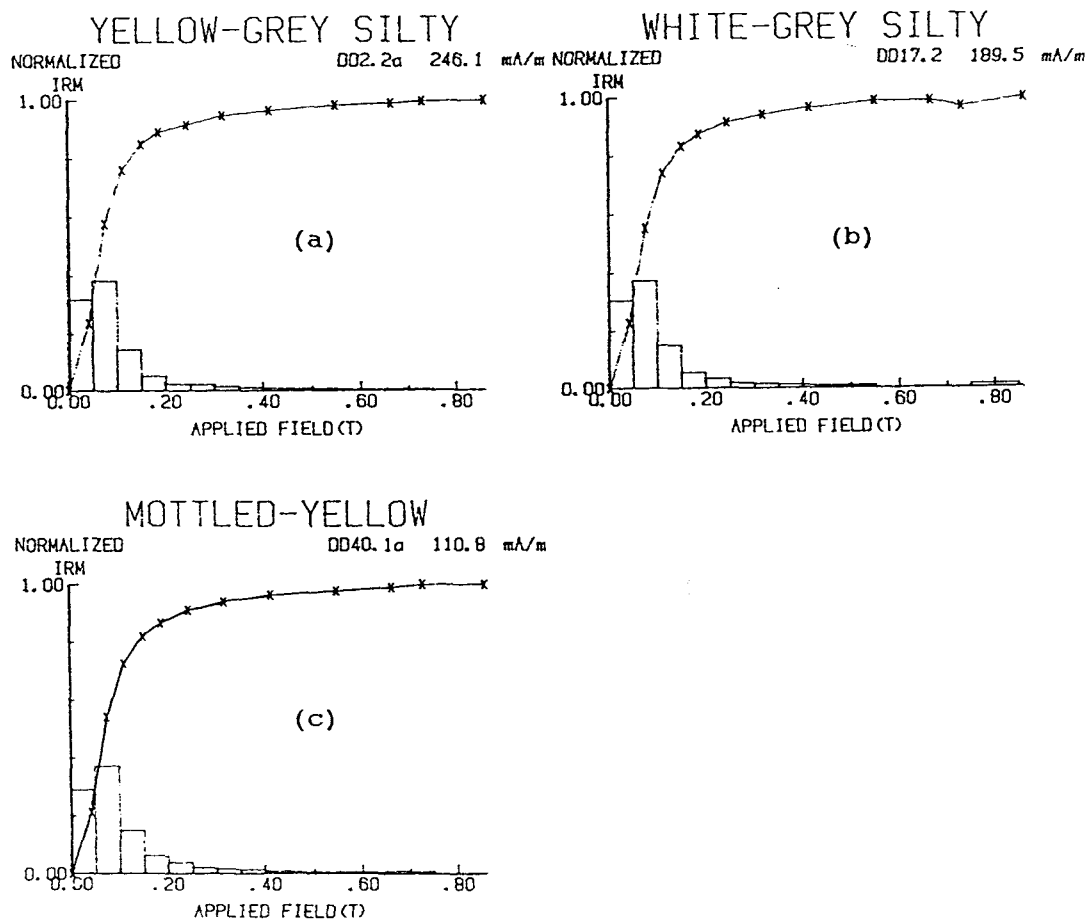 YELLOW-GREY SILTY
NORMALIZED IRM
DD2.2a 246.1 mA/m
1.00
(a)
0.00
0.00 .20 .40 .60 .80
APPLIED FIELD(T)
WHITE-GREY SILTY
NORMALIZED IRM
DD17.2 189.5 mA/m
1.00
(b)
0.00
0.00 .20 .40 .60 .80
APPLIED FIELD(T)
MOTTLED-YELLOW
NORMALIZED IRM
DD40.1a 110.8 mA/m
1.00
(c)
0.00
0.00 .20 .40 .60 .80
APPLIED FIELD(T)